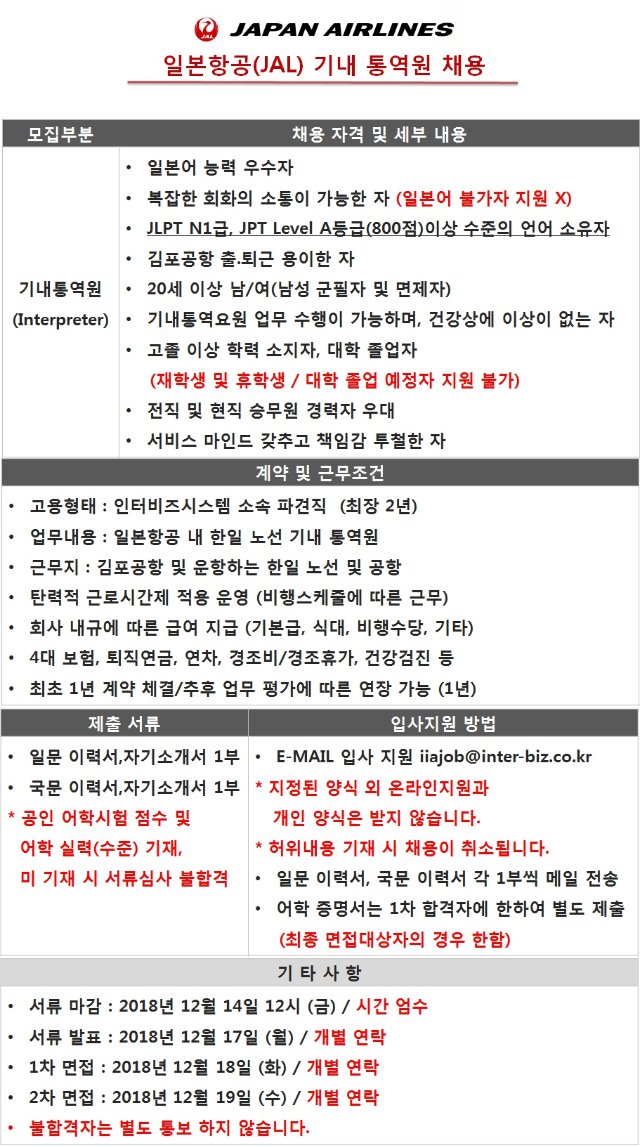 JAL JAPAN AIRLINES
일본항공(JAL) 기내 통역원 채용
모집부분
채용 자격 및 세부 내용
기내통역원
(Interpreter)
• 일본어 능력 우수자
• 복잡한 회화의 소통이 가능한 자 (일본어 불가자 지원 X)
• JLPT N1급, JPT Level A등급(800점)이상 수준의 언어 소유자
• 김포공항 출.퇴근 용이한 자
• 20세 이상 남/여(남성 군필자 및 면제자)
• 기내통역요원 업무 수행이 가능하며, 건강상에 이상이 없는 자
• 고졸 이상 학력 소지자, 대학 졸업자
(재학생 및 휴학생 / 대학 졸업 예정자 지원 불가)
• 전직 및 현직 승무원 경력자 우대
• 서비스 마인드 갖추고 책임감 투철한 자
계약 및 근무조건
• 고용형태 : 인터비즈시스템 소속 파견직 (최장 2년)
• 업무내용 : 일본항공 내 한일 노선 기내 통역원
• 근무지 : 김포공항 및 운항하는 한일 노선 및 공항
• 탄력적 근로시간제 적용 운영 (비행스케줄에 따른 근무)
• 회사 내규에 따른 급여 지급 (기본급, 식대, 비행수당, 기타)
• 4대 보험, 퇴직연금, 연차, 경조비/경조휴가, 건강검진 등
• 최초 1년 계약 체결/추후 업무 평가에 따른 연장 가능 (1년)
제출 서류
• 일문 이력서,자기소개서 1부
• 국문 이력서,자기소개서 1부
* 공인 어학시험 점수 및
어학 실력(수준) 기재,
미 기재 시 서류심사 불합격
입사지원 방법
• E-MAIL 입사 지원 iiajob@inter-biz.co.kr
* 지정된 양식 외 온라인지원과
개인 양식은 받지 않습니다.
* 허위내용 기재 시 채용이 취소됩니다.
• 일문 이력서, 국문 이력서 각 1부씩 메일 전송
• 어학 증명서는 1차 합격자에 한하여 별도 제출
(최종 면접대상자의 경우 한함)
기 타 사 항
• 서류 마감 : 2018년 12월 14일 12시 (금) / 시간 엄수
• 서류 발표 : 2018년 12월 17일 (월) / 개별 연락
• 1차 면접 : 2018년 12월 18일 (화) / 개별 연락
• 2차 면접 : 2018년 12월 19일 (수) / 개별 연락
• 불합격자는 별도 통보 하지 않습니다.